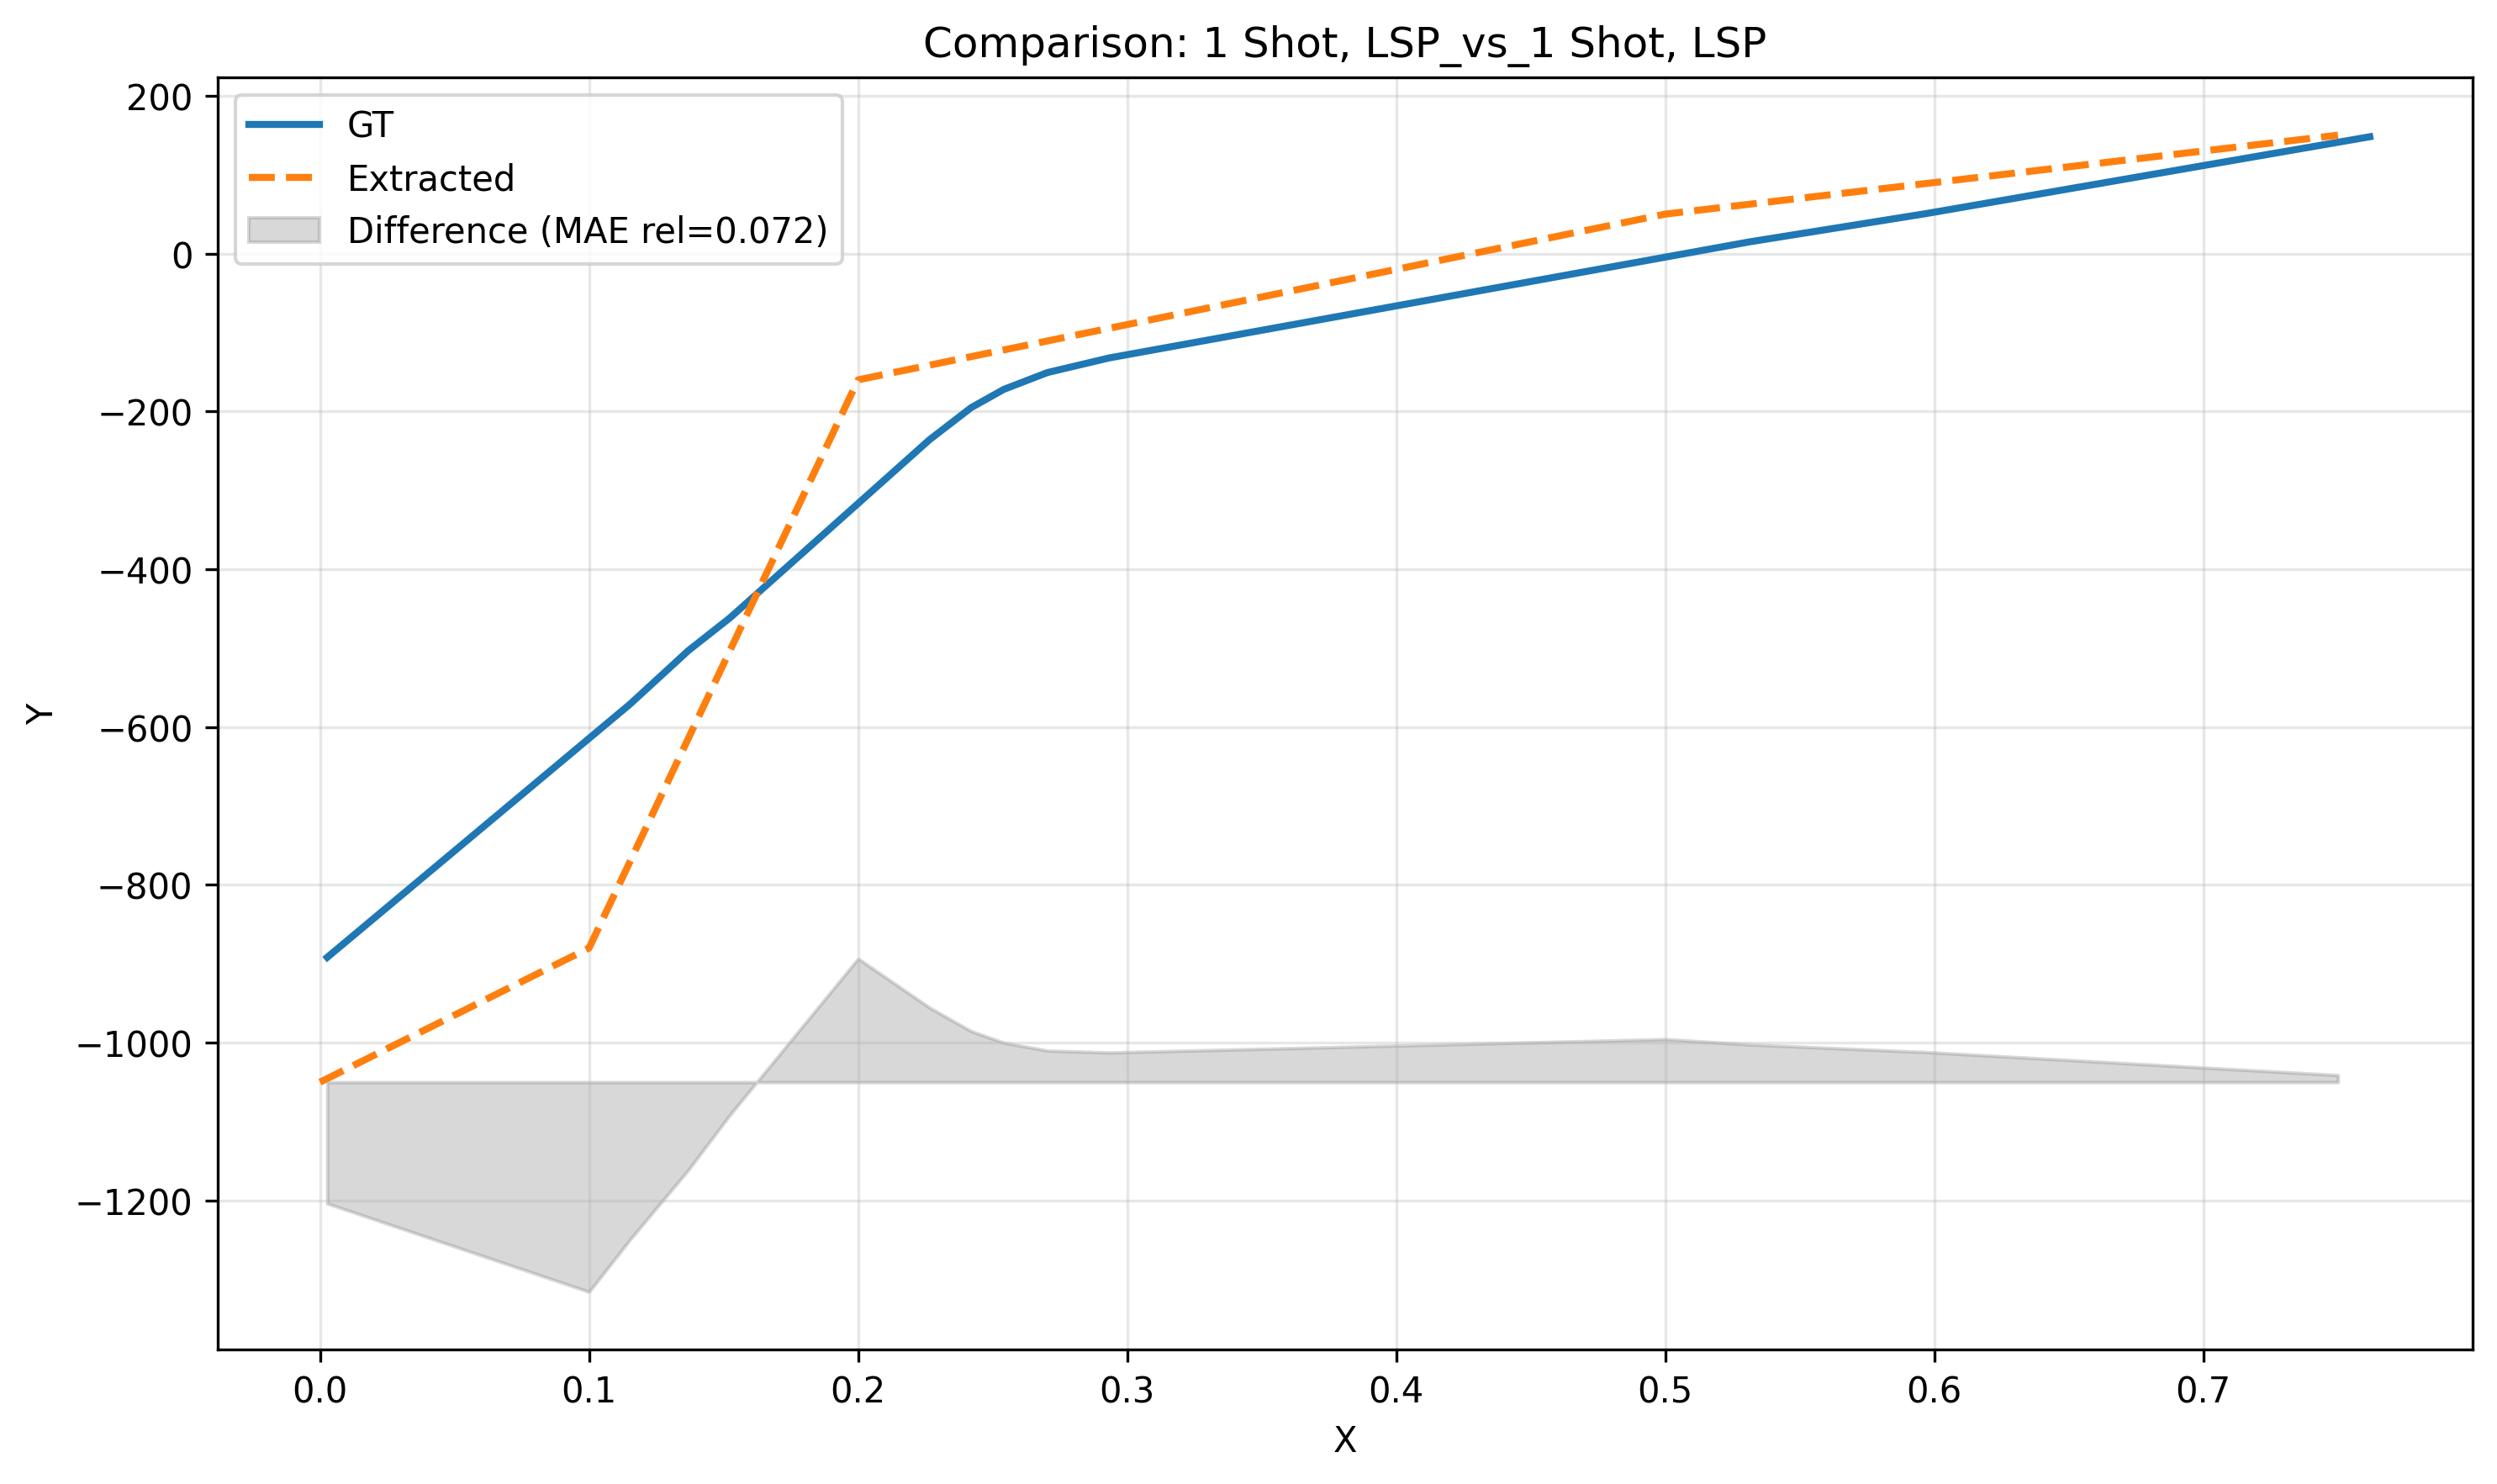 Comparison: 1 Shot, LSP_vs_1 Shot, LSP
GT
Extracted
Difference (MAE rel=0.072)
200
0
−200
−400
−600
−800
−1000
−1200
Y
0.0 0.1 0.2 0.3 0.4 0.5 0.6 0.7
X